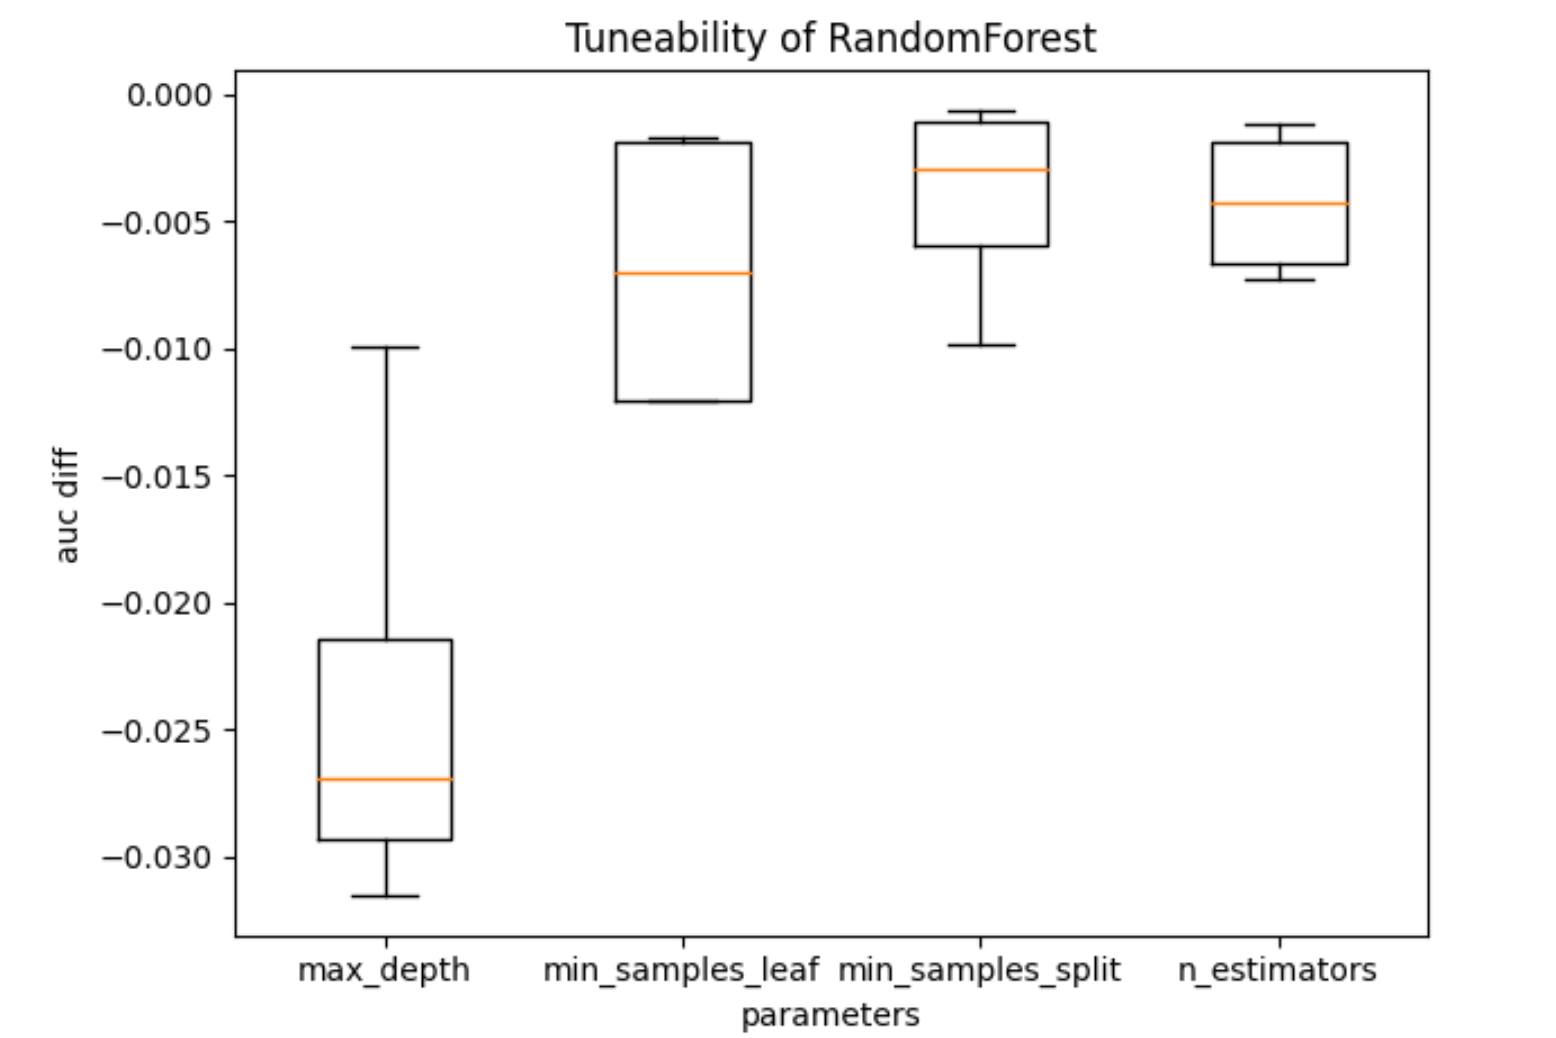 Tuneability of RandomForest
0.000
−0.005
−0.010
−0.015
−0.020
−0.025
−0.030
auc diff
max_depth
min_samples_leaf
min_samples_split
n_estimators
parameters